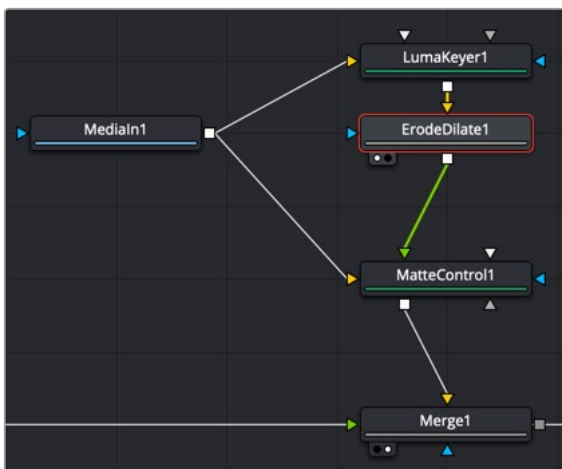 LumaKeyer1
MediaIn1
ErodeDilate1
MatteControl1
Merge1